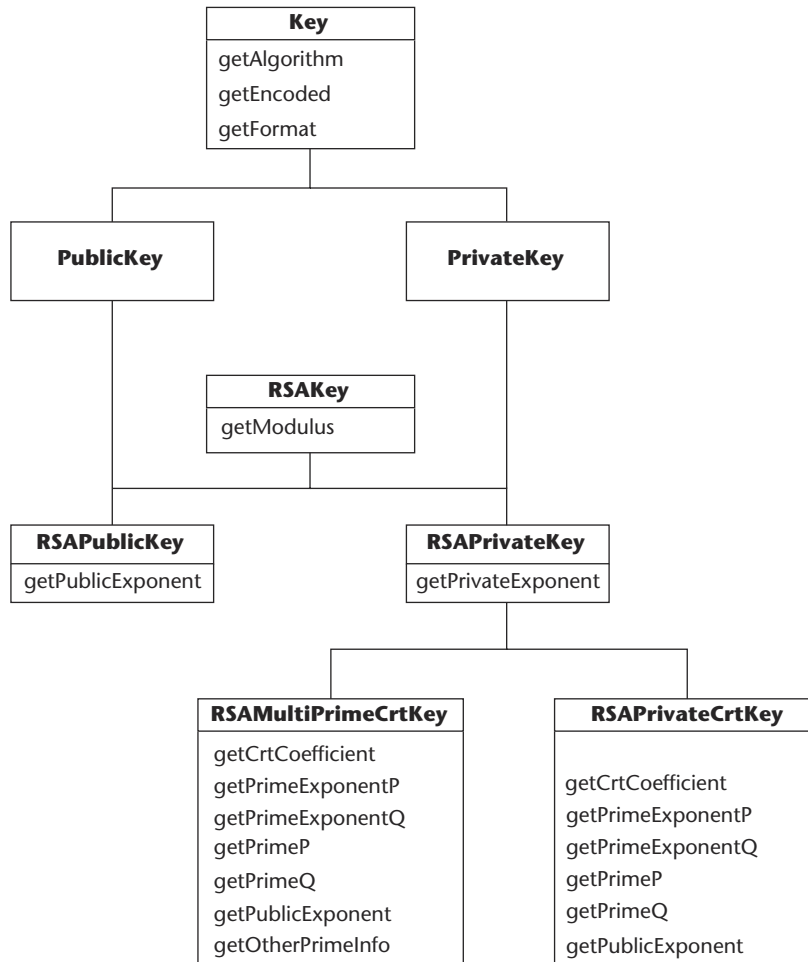 Key
getAlgorithm
getEncoded
getFormat
PublicKey
PrivateKey
RSAKey
getModulus
RSAPublicKey
getPublicExponent
RSAPrivateKey
getPrivateExponent
RSAMultiPrimeCrtKey
getCrtCoefficient
getPrimeExponentP
getPrimeExponentQ
getPrimeP
getPrimeQ
getPublicExponent
getOtherPrimeInfo
RSAPrivateCrtKey
getCrtCoefficient
getPrimeExponentP
getPrimeExponentQ
getPrimeP
getPrimeQ
getPublicExponent